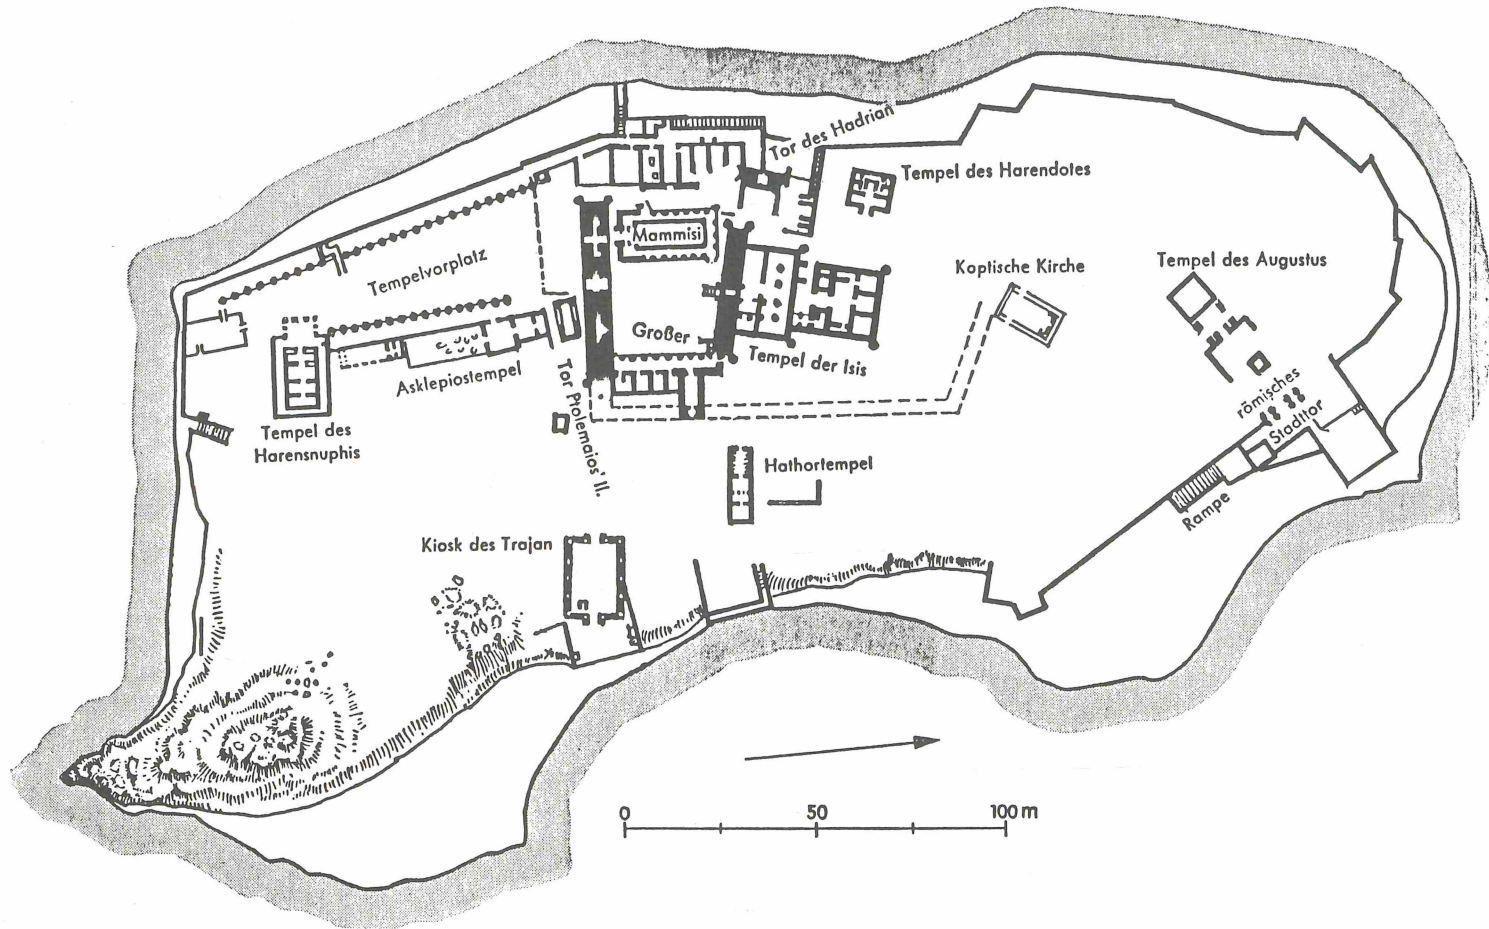 Tor des Hadrian
Tempel des Harendotes
Mammisi
Tempelvorplatz
Koptische Kirche
Tempel des Augustus
Großer
Tempel der Isis
Asklepiostempel
Tor Ptolemaios' II.
römisches
Stadttor
Tempel des
Harensnuphis
Hathortempel
Rampe
Kiosk des Trajan
0 50 100 m